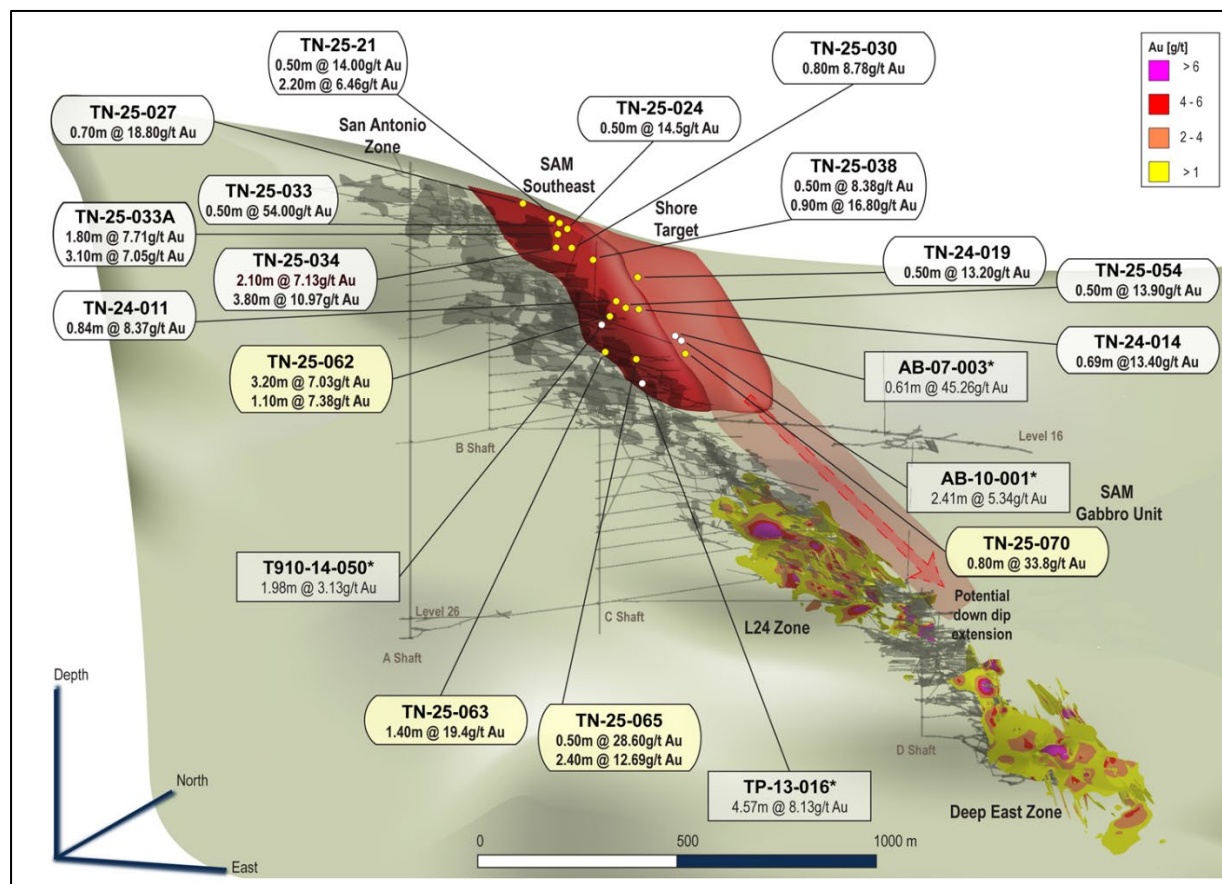 TN-25-21
0.50m @ 14.00g/t Au
2.20m @ 6.46g/t Au
TN-25-030
0.80m 8.78g/t Au
Au [g/t]
> 6
4 - 6
2 - 4
> 1
TN-25-027
0.70m @ 18.80g/t Au
TN-25-024
0.50m @ 14.5g/t Au
San Antonio
Zone
SAM
Southeast
TN-25-038
0.50m @ 8.38g/t Au
0.90m @ 16.80g/t Au
TN-25-033
0.50m @ 54.00g/t Au
Shore
Target
TN-25-033A
1.80m @ 7.71g/t Au
3.10m @ 7.05g/t Au
TN-24-019
0.50m @ 13.20g/t Au
TN-25-034
2.10m @ 7.13g/t Au
3.80m @ 10.97g/t Au
TN-25-054
0.50m @ 13.90g/t Au
TN-24-011
0.84m @ 8.37g/t Au
TN-24-014
0.69m @13.40g/t Au
TN-25-062
3.20m @ 7.03g/t Au
1.10m @ 7.38g/t Au
AB-07-003*
0.61m @ 45.26g/t Au
B Shaft
Level 16
AB-10-001*
2.41m @ 5.34g/t Au
SAM
Gabbro Unit
TN-25-070
0.80m @ 33.8g/t Au
T910-14-050*
1.98m @ 3.13g/t Au
Level 26
C Shaft
A Shaft
L24 Zone
Potential
down dip
extension
TN-25-063
1.40m @ 19.4g/t Au
TN-25-065
0.50m @ 28.60g/t Au
2.40m @ 12.69g/t Au
D Shaft
TP-13-016*
4.57m @ 8.13g/t Au
Deep East Zone
Depth
North
East
0
500
1000 m